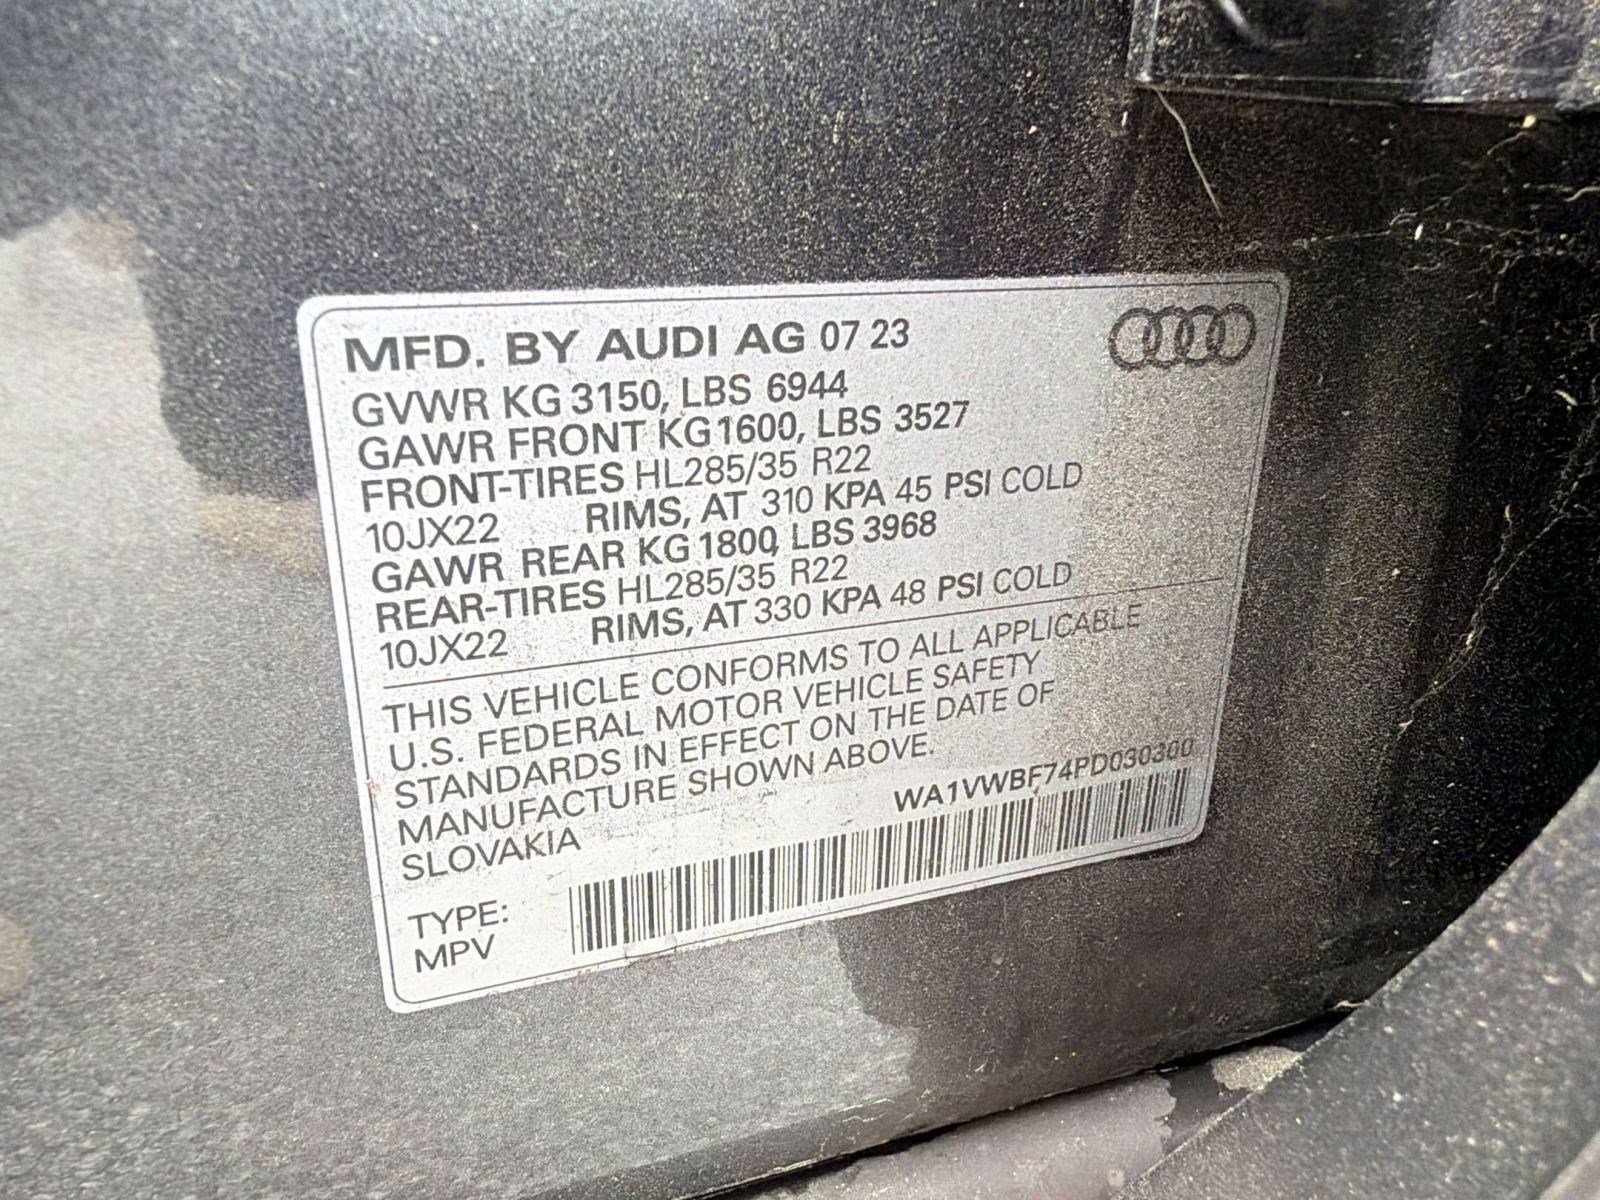 MFD. BY AUDI AG 07 23
GVWR KG 3150, LBS 6944
GAWR FRONT KG 1600, LBS 3527
FRONT-TIRES HL285/35 R22
10JX22 RIMS, AT 310 KPA 45 PSI COLD
GAWR REAR KG 1800, LBS 3968
REAR-TIRES HL285/35 R22
10JX22 RIMS, AT 330 KPA 48 PSI COLD
THIS VEHICLE CONFORMS TO ALL APPLICABLE
U.S. FEDERAL MOTOR VEHICLE SAFETY
STANDARDS IN EFFECT ON THE DATE OF
MANUFACTURE SHOWN ABOVE.
SLOVAKIA
WA1VWBF74PD030300
TYPE:
MPV